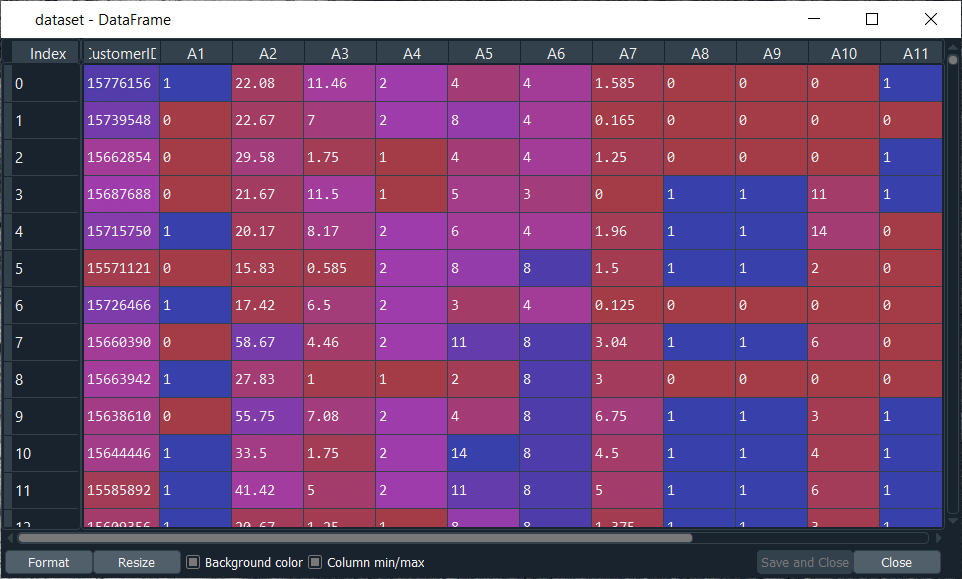 dataset - DataFrame
Index CustomerID A1 A2 A3 A4 A5 A6 A7 A8 A9 A10 A11
0 15776156 1 22.08 11.46 2 4 4 1.585 0 0 0 1
1 15739548 0 22.67 7 2 8 4 0.165 0 0 0 0
2 15662854 0 29.58 1.75 1 4 4 1.25 0 0 0 1
3 15687688 0 21.67 11.5 1 5 3 0 1 1 11 1
4 15715750 1 20.17 8.17 2 6 4 1.96 1 1 14 0
5 15571121 0 15.83 0.585 2 8 8 1.5 1 1 2 0
6 15726466 1 17.42 6.5 2 3 4 0.125 0 0 0 0
7 15660390 0 58.67 4.46 2 11 8 3.04 1 1 6 0
8 15663942 1 27.83 1 1 2 8 3 0 0 0 0
9 15638610 0 55.75 7.08 2 4 8 6.75 1 1 3 1
10 15644446 1 33.5 1.75 2 14 8 4.5 1 1 4 1
11 15585892 1 41.42 5 2 11 8 5 1 1 6 1
12 15609356 1 20.67 1.25 1 8 8 1.375 1 1 3 1
Format Resize Background color Column min/max Save and Close Close